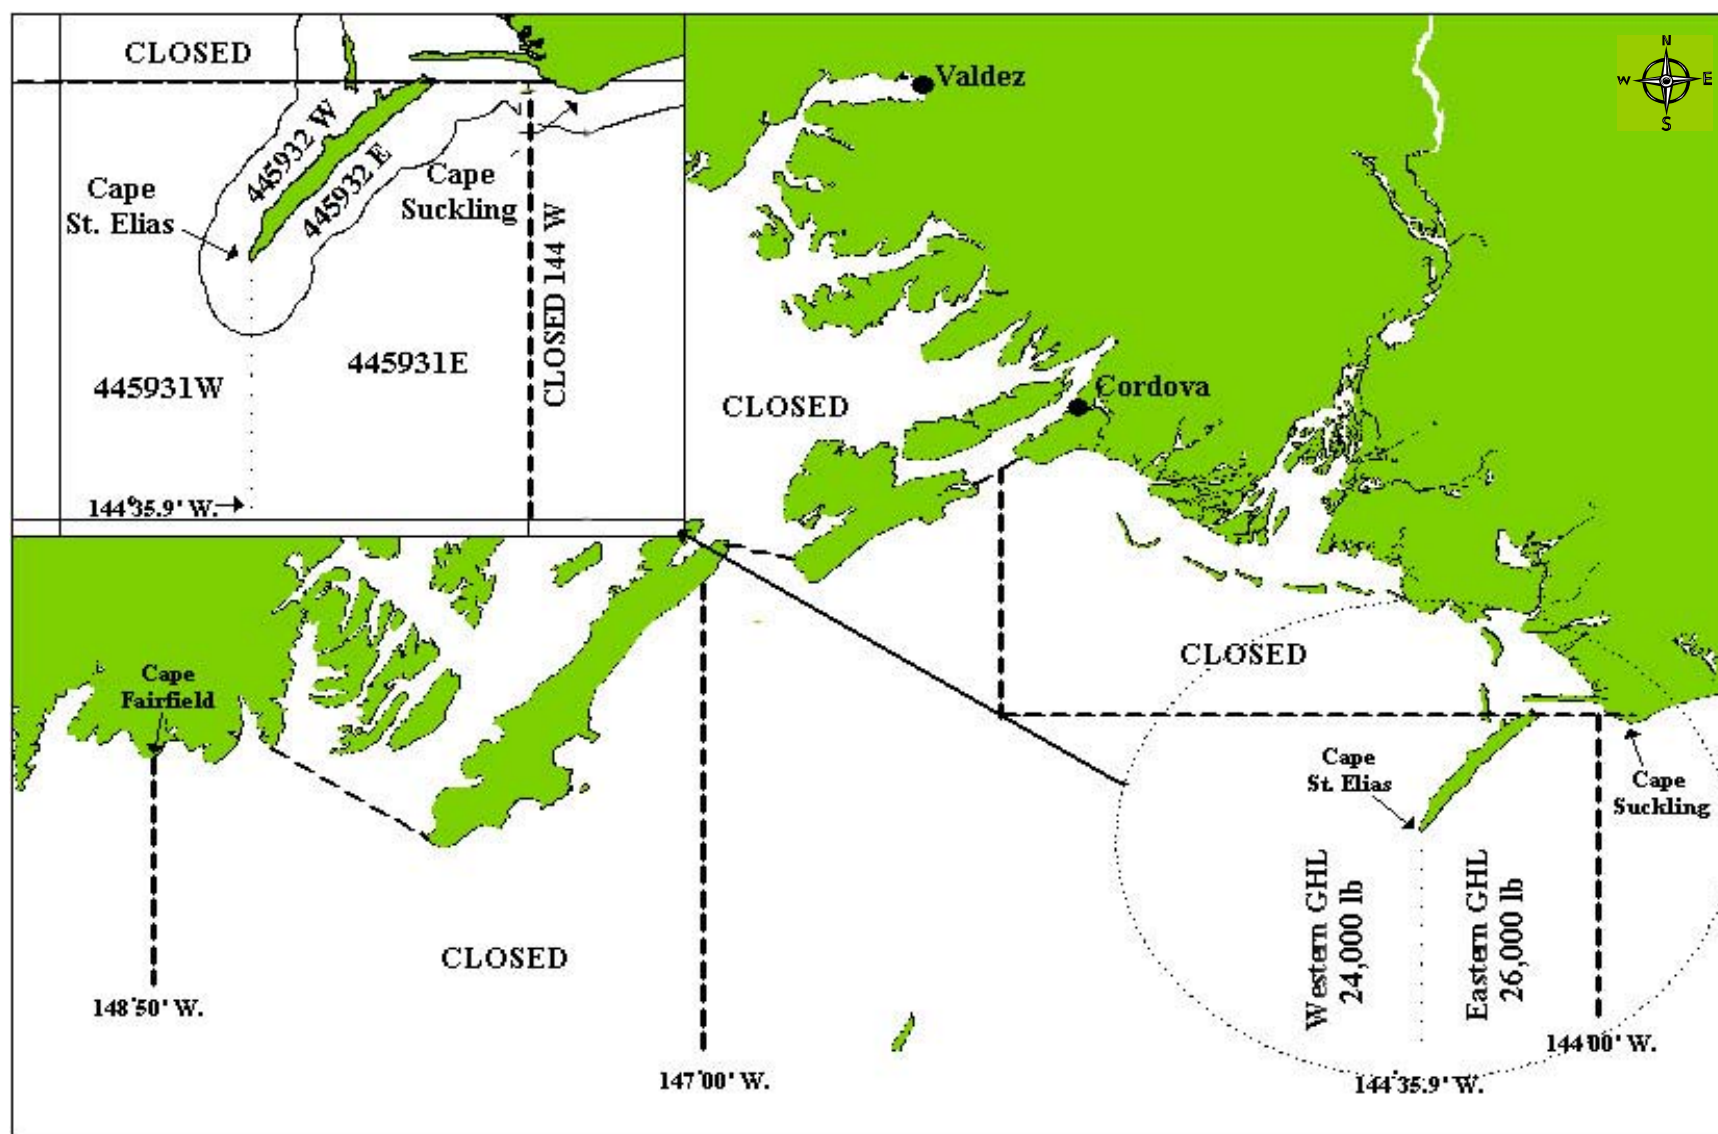 CLOSED
445932 W
445932 E
Cape
St. Elias
Cape
Suckling
CLOSED 144 W
445931E
445931W
144°35.9' W.
Valdez
N
W
E
S
CLOSED
Cordova
CLOSED
Cape
Fairfield
Cape
St. Elias
Cape
Suckling
Western GHL
24,000 lb
Eastern GHL
26,000 lb
CLOSED
148°50' W.
147°00' W.
144°00' W.
144°35.9' W.